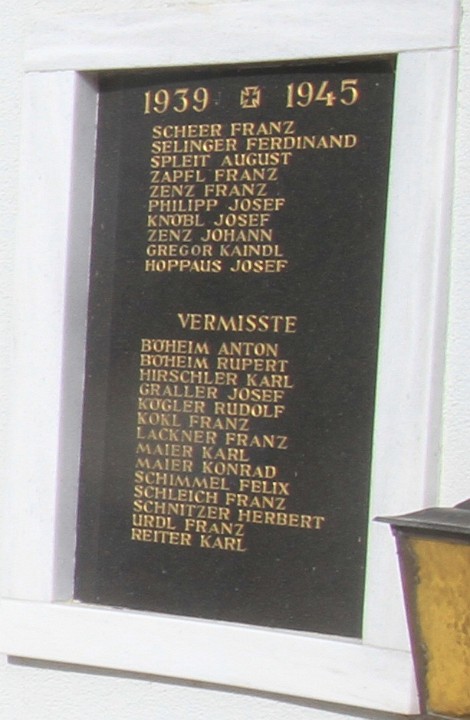 1939 ✠ 1945
SCHEER FRANZ
SELINGER FERDINAND
SPLEIT AUGUST
ZAPFL FRANZ
ZENZ FRANZ
PHILIPP JOSEF
KNÖBL JOSEF
ZENZ JOHANN
GREGOR KAINDL
HOPPAUS JOSEF
VERMISSTE
BÖHEIM ANTON
BÖHEIM RUPERT
HIRSCHLER KARL
GRALLER JOSEF
KÖGLER RUDOLF
KOKL FRANZ
LACKNER FRANZ
MAIER KARL
MAIER KONRAD
SCHIMMEL FELIX
SCHLEICH FRANZ
SCHNITZER HERBERT
URDL FRANZ
REITER KARL